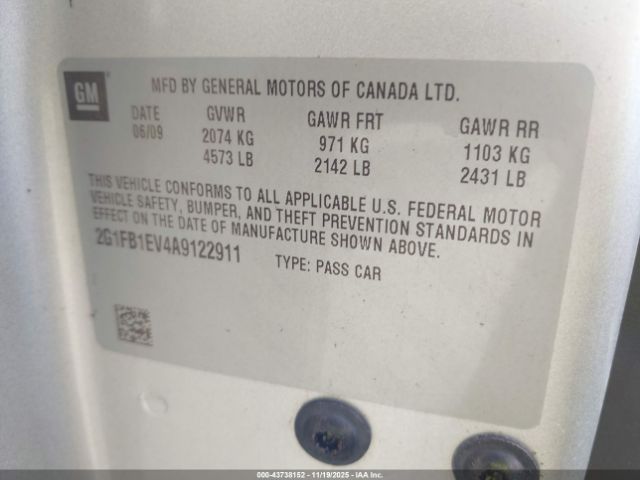 GM
MFD BY GENERAL MOTORS OF CANADA LTD.
DATE GVWR GAWR FRT GAWR RR
06/09 2074 KG 971 KG 1103 KG
4573 LB 2142 LB 2431 LB
THIS VEHICLE CONFORMS TO ALL APPLICABLE U.S. FEDERAL MOTOR
VEHICLE SAFETY, BUMPER, AND THEFT PREVENTION STANDARDS IN
EFFECT ON THE DATE OF MANUFACTURE SHOWN ABOVE.
2G1FB1EV4A9122911 TYPE: PASS CAR
000-43738152 - 11/19/2025 - IAA Inc.